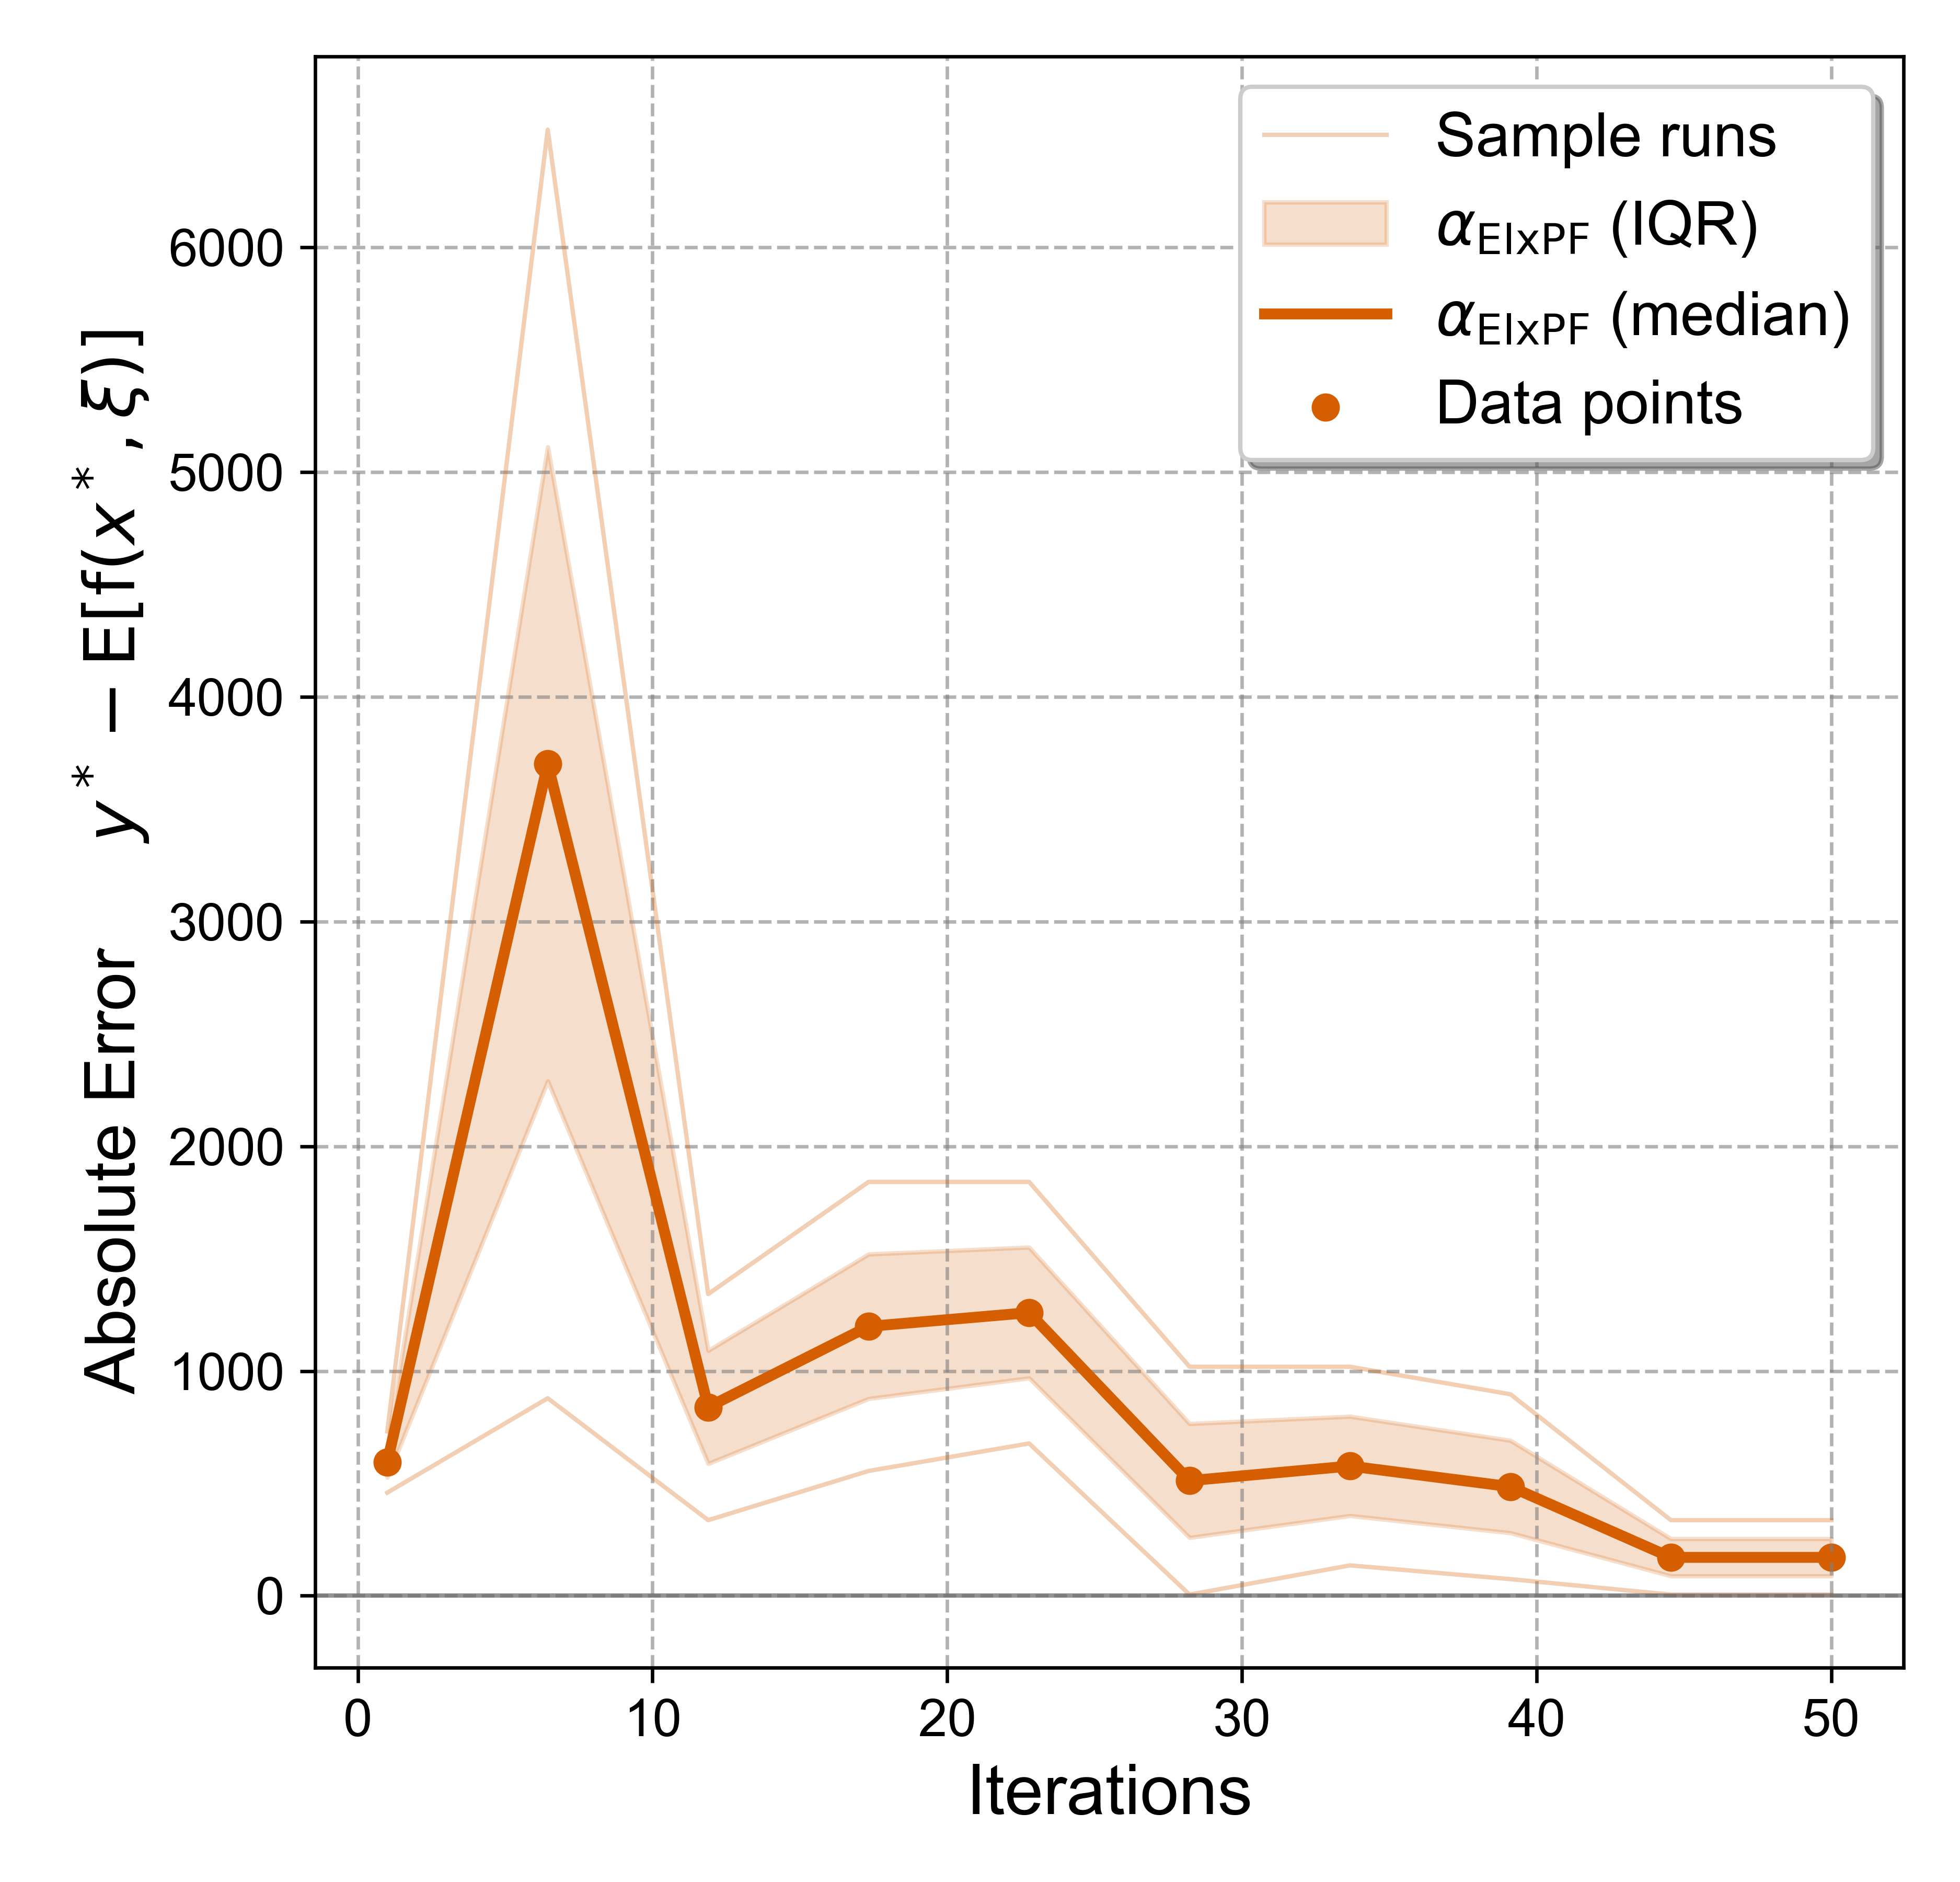 Sample runs
α_EIxPF (IQR)
α_EIxPF (median)
Data points
Absolute Error   y* − E[f(x*, ξ)]
6000
5000
4000
3000
2000
1000
0
0 10 20 30 40 50
Iterations